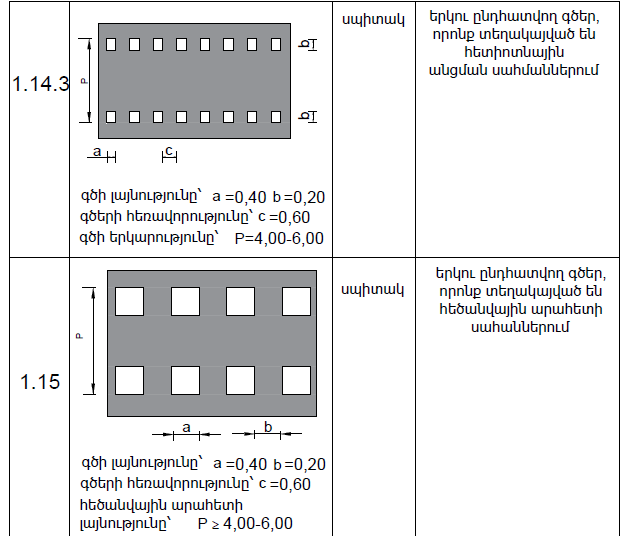 1.14.3
P
b
b
a
c
գծի լայնությունը՝ a =0,40 b =0,20
գծերի հեռավորությունը՝ c =0,60
գծի երկարությունը՝ P=4,00-6,00
սպիտակ
երկու ընդհատվող գծեր,
որոնք տեղակայված են
հետիոտնային
անցման սահմաններում
1.15
P
a
b
գծի լայնությունը՝ a =0,40 b =0,20
գծերի հեռավորությունը՝ c =0,60
հեծանվային արահետի
լայնությունը՝ P ≥ 4,00-6,00
սպիտակ
երկու ընդհատվող գծեր,
որոնք տեղակայված են
հեծանվային արահետի
սահաններում